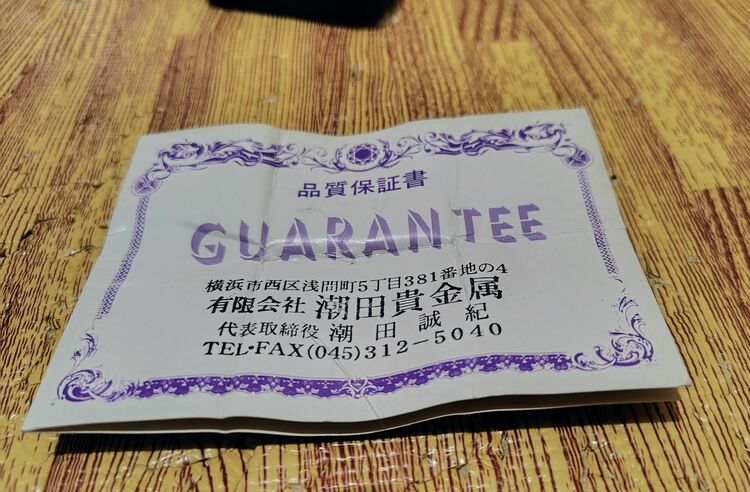 品質保証書
GUARANTEE
横浜市西区浅間町5丁目381番地の4
有限会社 潮田貴金属
代表取締役 潮田誠紀
TEL・FAX(045)312-5040